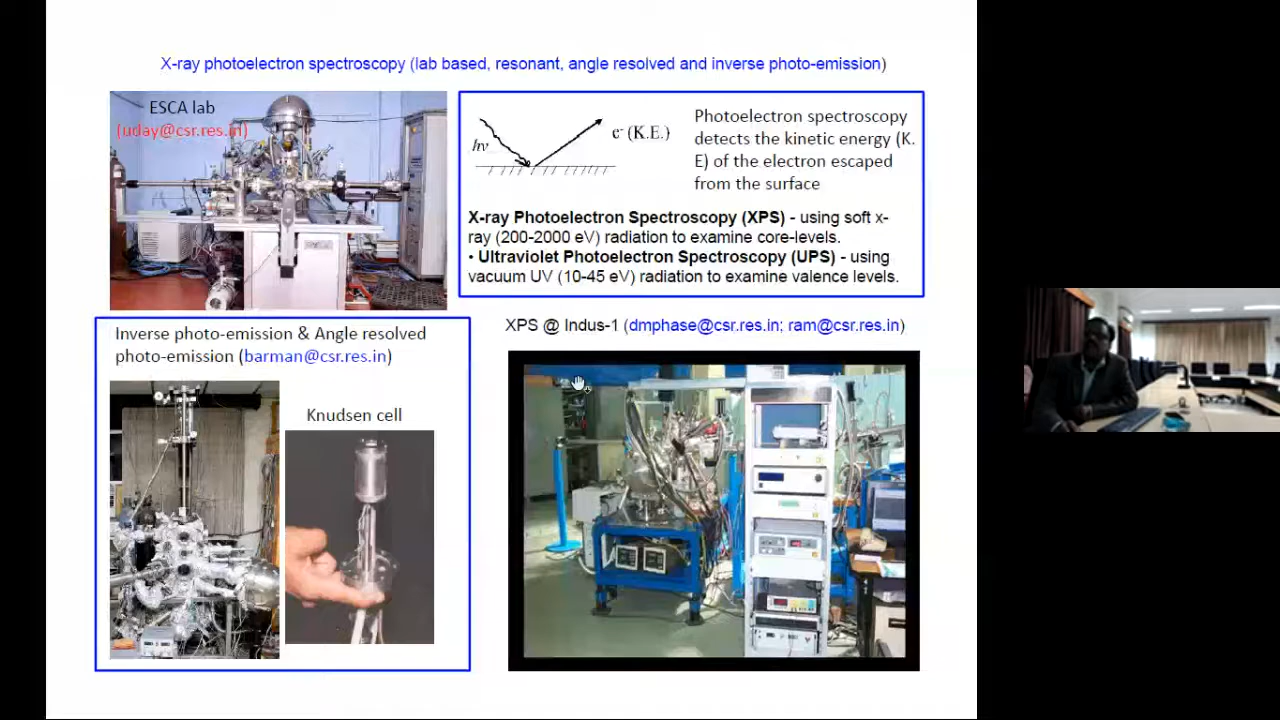 X-ray photoelectron spectroscopy (lab based, resonant, angle resolved and inverse photo-emission)
ESCA lab
(uday@csr.res.in)
hν
e⁻ (K.E.)
Photoelectron spectroscopy
detects the kinetic energy (K.
E) of the electron escaped
from the surface
X-ray Photoelectron Spectroscopy (XPS) - using soft x-
ray (200-2000 eV) radiation to examine core-levels.
• Ultraviolet Photoelectron Spectroscopy (UPS) - using
vacuum UV (10-45 eV) radiation to examine valence levels.
Inverse photo-emission & Angle resolved
photo-emission (barman@csr.res.in)
Knudsen cell
XPS @ Indus-1 (dmphase@csr.res.in; ram@csr.res.in)